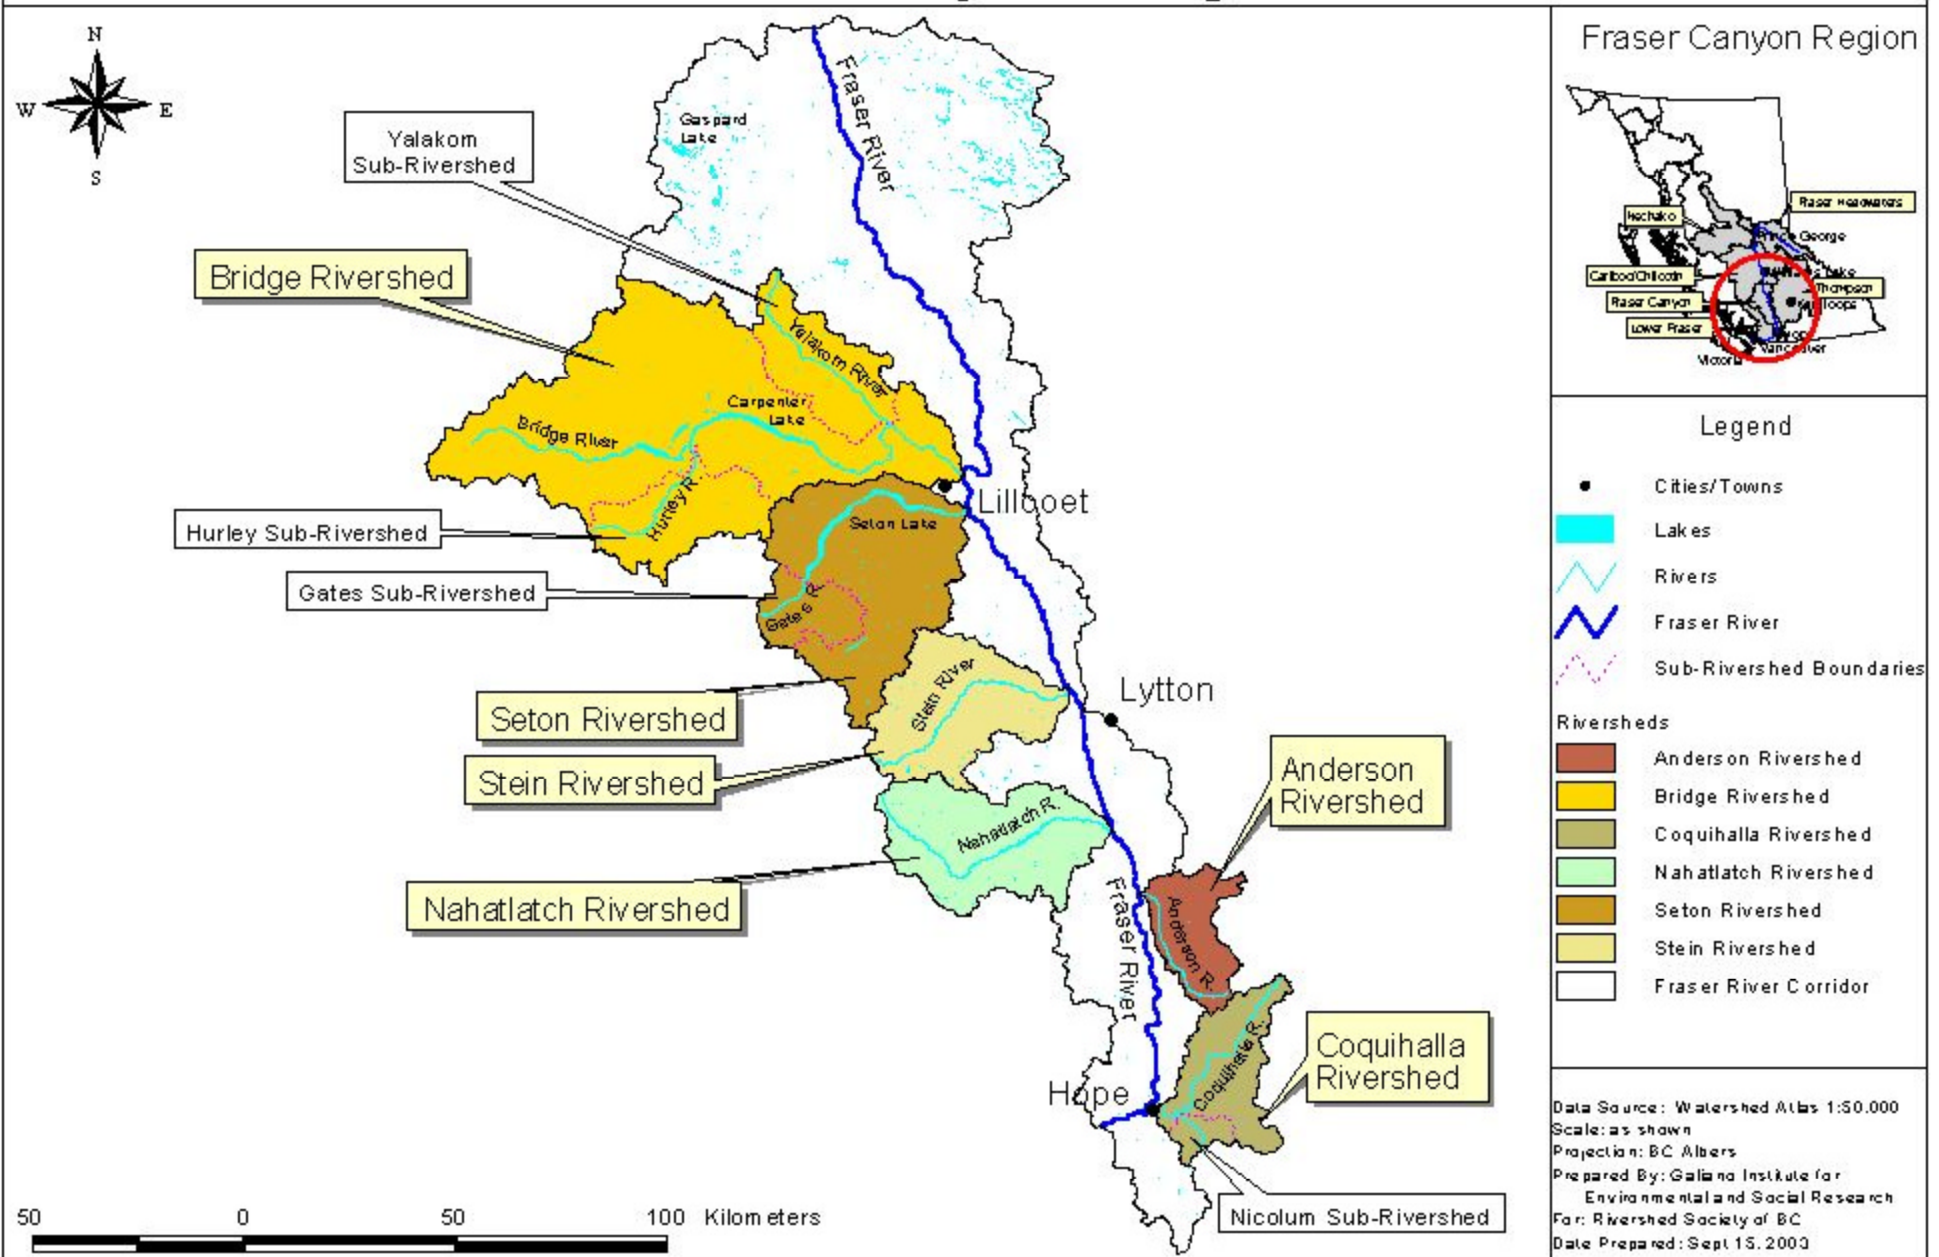 N
W
E
S
Yalakom
Sub-Rivershed
Bridge Rivershed
Gaspard
Lake
Fraser River
Yalakom River
Carpenter
Lake
Bridge River
Hurley R.
Hurley Sub-Rivershed
Seton Lake
Lillooet
Gates Sub-Rivershed
Gates R.
Seton Rivershed
Stein River
Stein Rivershed
Lytton
Nahatlatch R.
Nahatlatch Rivershed
Anderson
Rivershed
Fraser River
Anderson R.
Coquihalla
Rivershed
Coquihalla R.
Hope
Nicolum Sub-Rivershed
50 0 50 100 Kilometers
Fraser Canyon Region
Fraser Headwaters
Nechako
George
Cariboo/Chilcotin
Thompson
Fraser Canyon
Lower Fraser
Vancouver
Victoria
Legend
Cities/Towns
Lakes
Rivers
Fraser River
Sub-Rivershed Boundaries
Riversheds
Anderson Rivershed
Bridge Rivershed
Coquihalla Rivershed
Nahatlatch Rivershed
Seton Rivershed
Stein Rivershed
Fraser River Corridor
Data Source: Watershed Atlas 1:50,000
Scale: as shown
Projection: BC Albers
Prepared By: Galiano Institute for
Environmental and Social Research
For: Rivershed Society of BC
Date Prepared: Sept 15, 2003